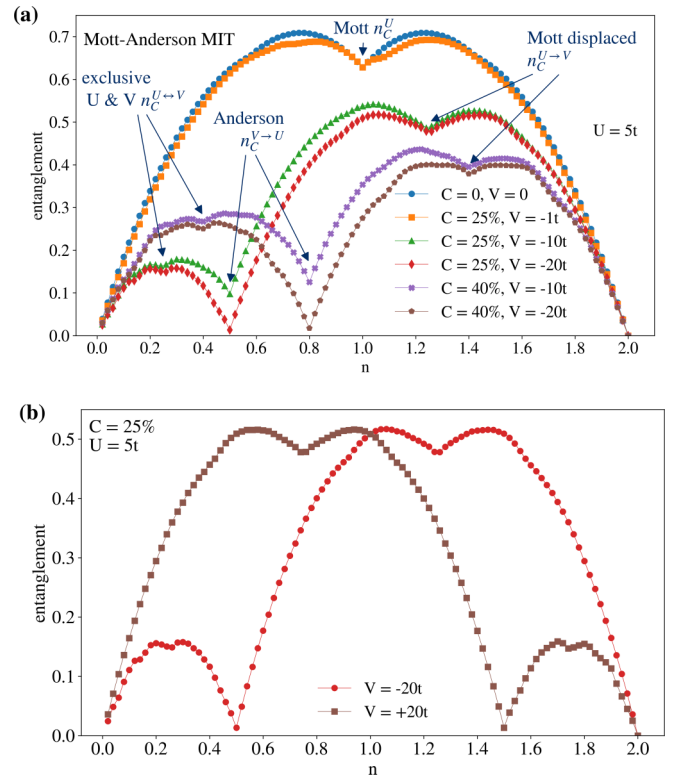 (a)
Mott-Anderson MIT
Mott n_C^U
Mott displaced
n_C^{U→V}
exclusive
U & V n_C^{U↔V}
Anderson
n_C^{V→U}
U = 5t
C = 0, V = 0
C = 25%, V = -1t
C = 25%, V = -10t
C = 25%, V = -20t
C = 40%, V = -10t
C = 40%, V = -20t
entanglement
0.7
0.6
0.5
0.4
0.3
0.2
0.1
0.0
0.0 0.2 0.4 0.6 0.8 1.0 1.2 1.4 1.6 1.8 2.0
n
(b)
C = 25%
U = 5t
entanglement
0.5
0.4
0.3
0.2
0.1
0.0
V = -20t
V = +20t
0.0 0.2 0.4 0.6 0.8 1.0 1.2 1.4 1.6 1.8 2.0
n